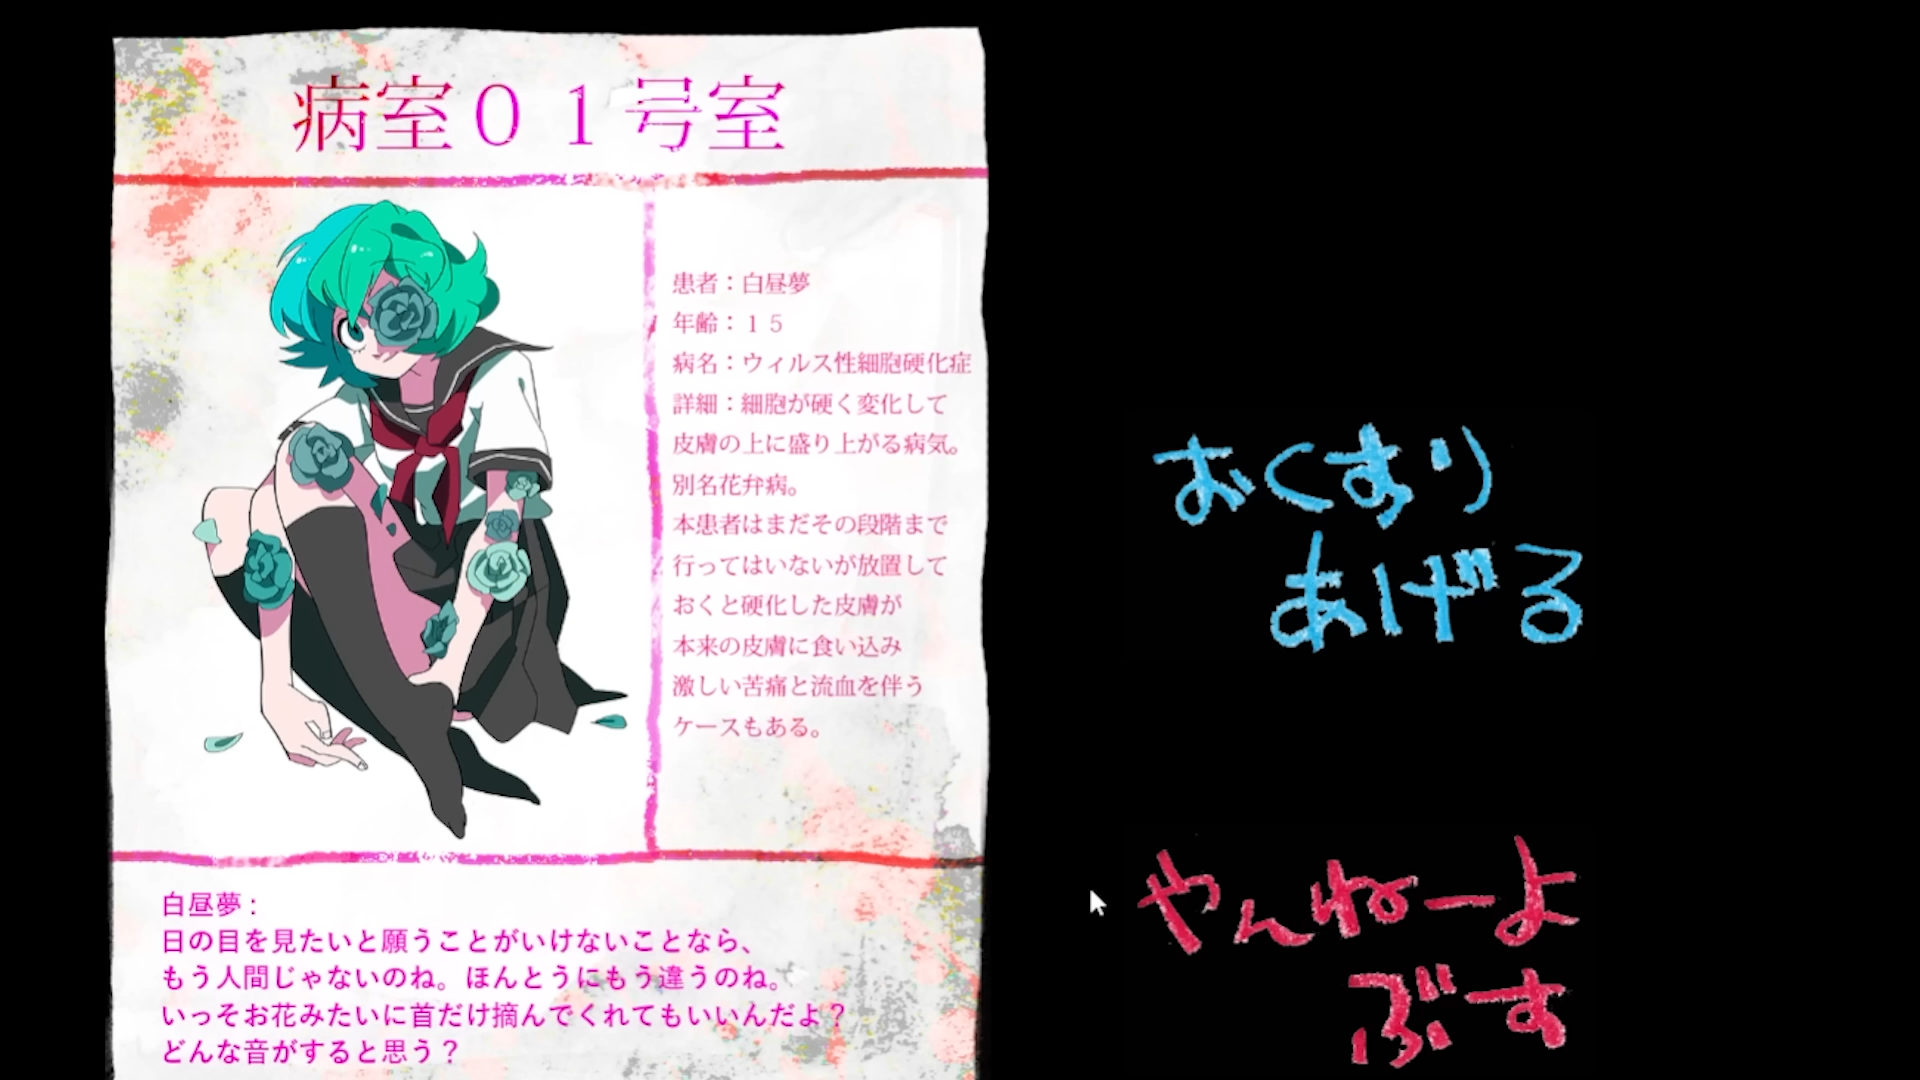 病室０１号室
患者：白昼夢
年齢：１５
病名：ウィルス性細胞硬化症
詳細：細胞が硬く変化して
皮膚の上に盛り上がる病気。
別名花弁病。
本患者はまだその段階まで
行ってはいないが放置して
おくと硬化した皮膚が
本来の皮膚に食い込み
激しい苦痛と流血を伴う
ケースもある。
白昼夢：
日の目を見たいと願うことがいけないことなら、
もう人間じゃないのね。ほんとうにもう違うのね。
いっそお花みたいに首だけ摘んでくれてもいいんだよ？
どんな音がすると思う？
おくすり
あげる
やんねーよ
ぶす